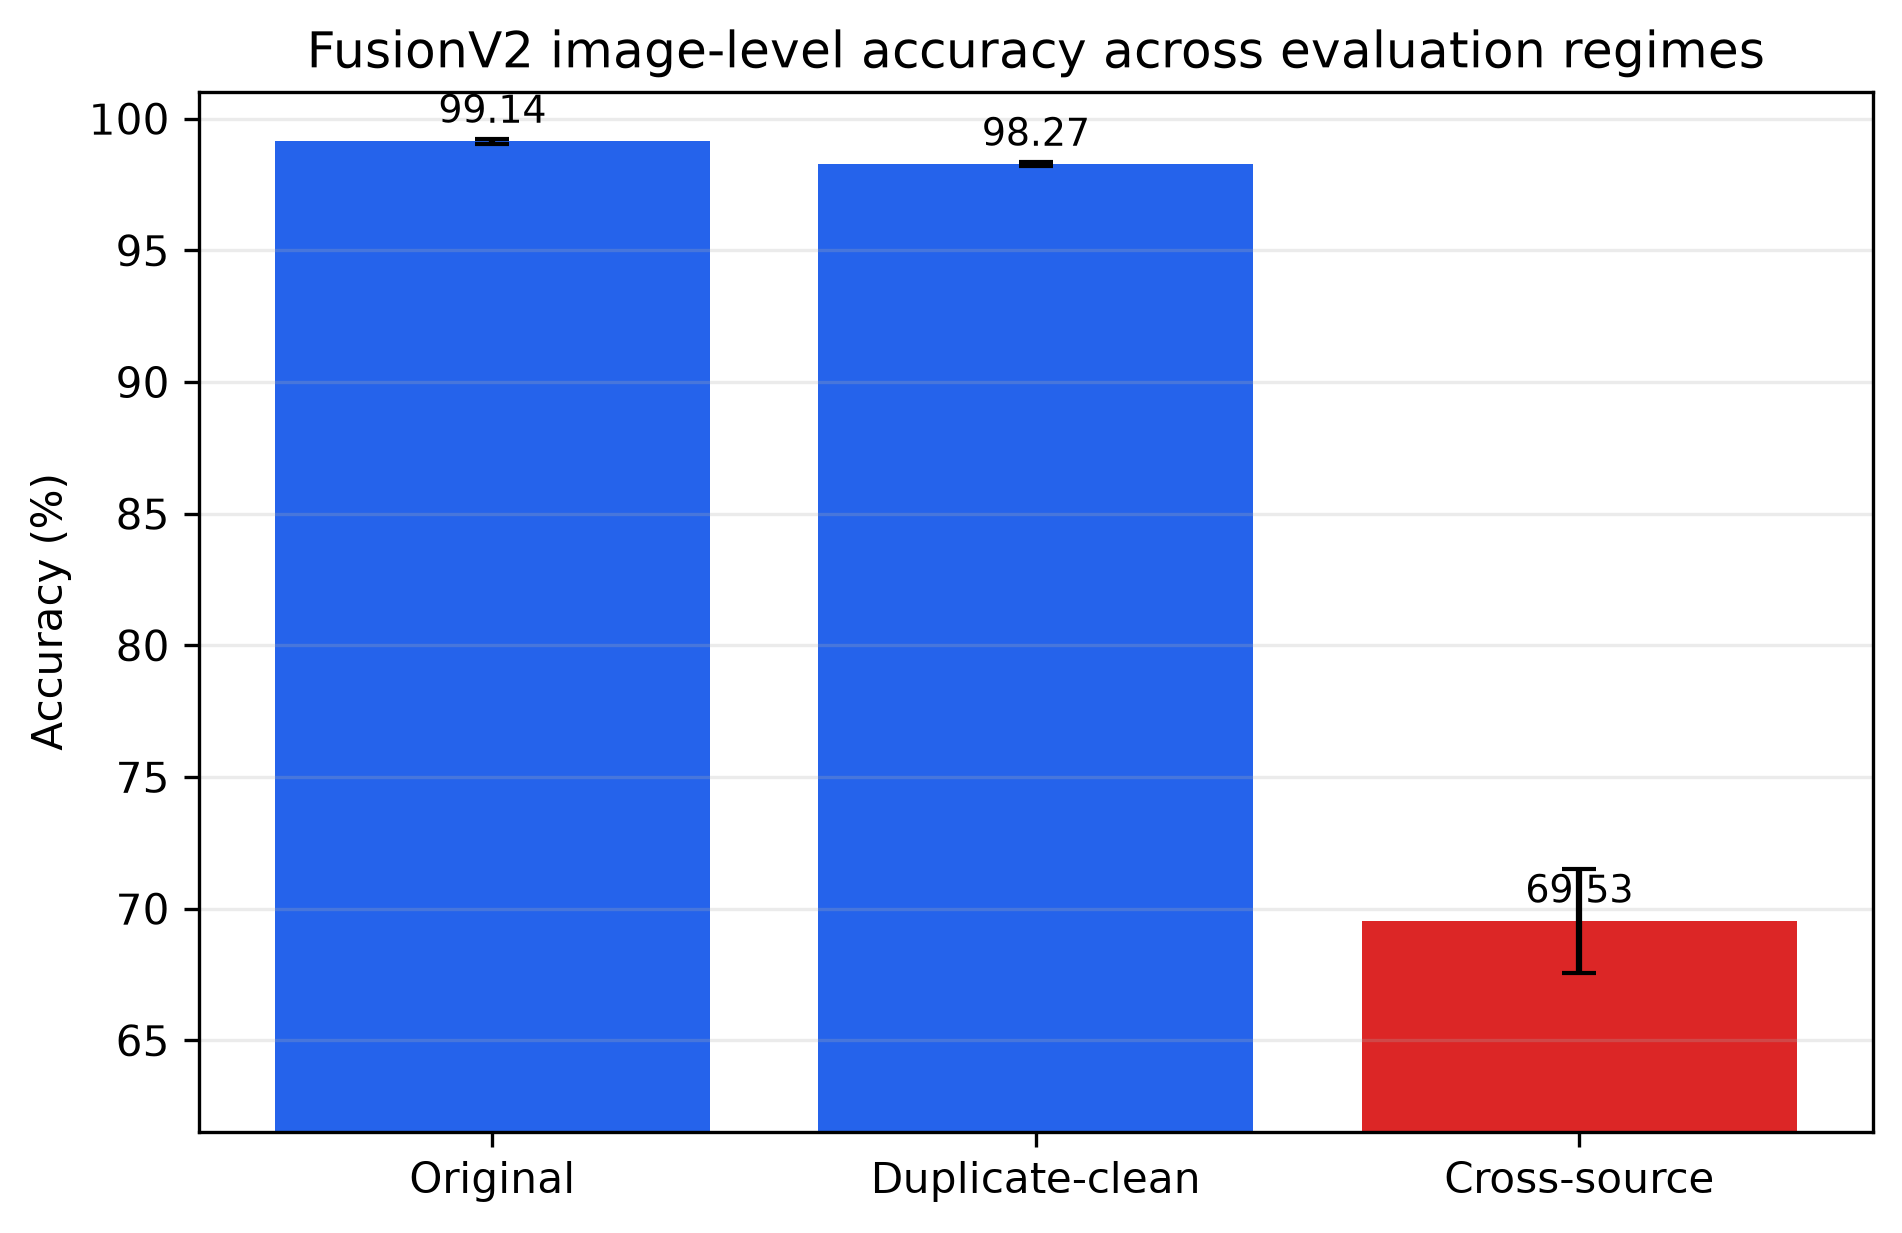 FusionV2 image-level accuracy across evaluation regimes
99.14
98.27
69.53
100
95
90
85
80
75
70
65
Accuracy (%)
Original
Duplicate-clean
Cross-source